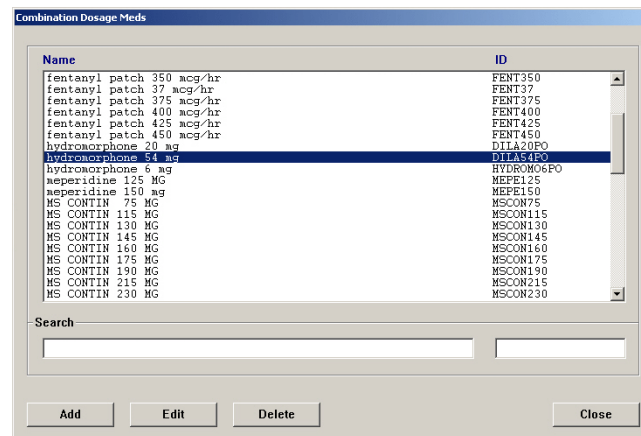 Combination Dosage Meds
Name ID
fentanyl patch 350 mcg/hr FENT350
fentanyl patch 37 mcg/hr FENT37
fentanyl patch 375 mcg/hr FENT375
fentanyl patch 400 mcg/hr FENT400
fentanyl patch 425 mcg/hr FENT425
fentanyl patch 450 mcg/hr FENT450
hydromorphone 20 mg DILA20PO
hydromorphone 54 mg DILA54PO
hydromorphone 6 mg HYDROMO6PO
meperidine 125 MG MEPE125
meperidine 150 mg MEPE150
MS CONTIN  75 MG MSCON75
MS CONTIN 115 MG MSCON115
MS CONTIN 130 MG MSCON130
MS CONTIN 145 MG MSCON145
MS CONTIN 160 MG MSCON160
MS CONTIN 175 MG MSCON175
MS CONTIN 190 MG MSCON190
MS CONTIN 215 MG MSCON215
MS CONTIN 230 MG MSCON230
Search
Add Edit Delete Close